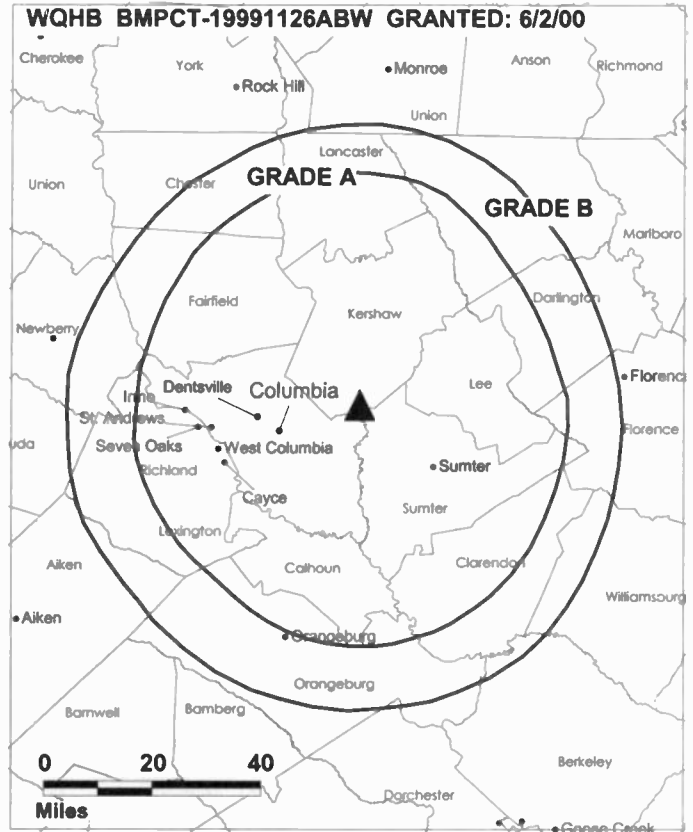 WQHB BMPCT-19991126ABW GRANTED: 6/2/00
Cherokee
York
Monroe
Anson
Richmond
Rock Hill
Union
Lancaster
Union
Chester
GRADE A
GRADE B
Marlboro
Fairfield
Darlington
Kershaw
Newberry
Dentsville
Columbia
Lee
Irmo
St. Andrews
Florence
uda
Seven Oaks
West Columbia
Richland
Sumter
Cayce
Sumter
Lexington
Aiken
Calhoun
Clarendon
Williamsburg
Aiken
Orangeburg
Orangeburg
Barnwell
Bamberg
0 20 40
Miles
Berkeley
Dorchester
Goose Creek